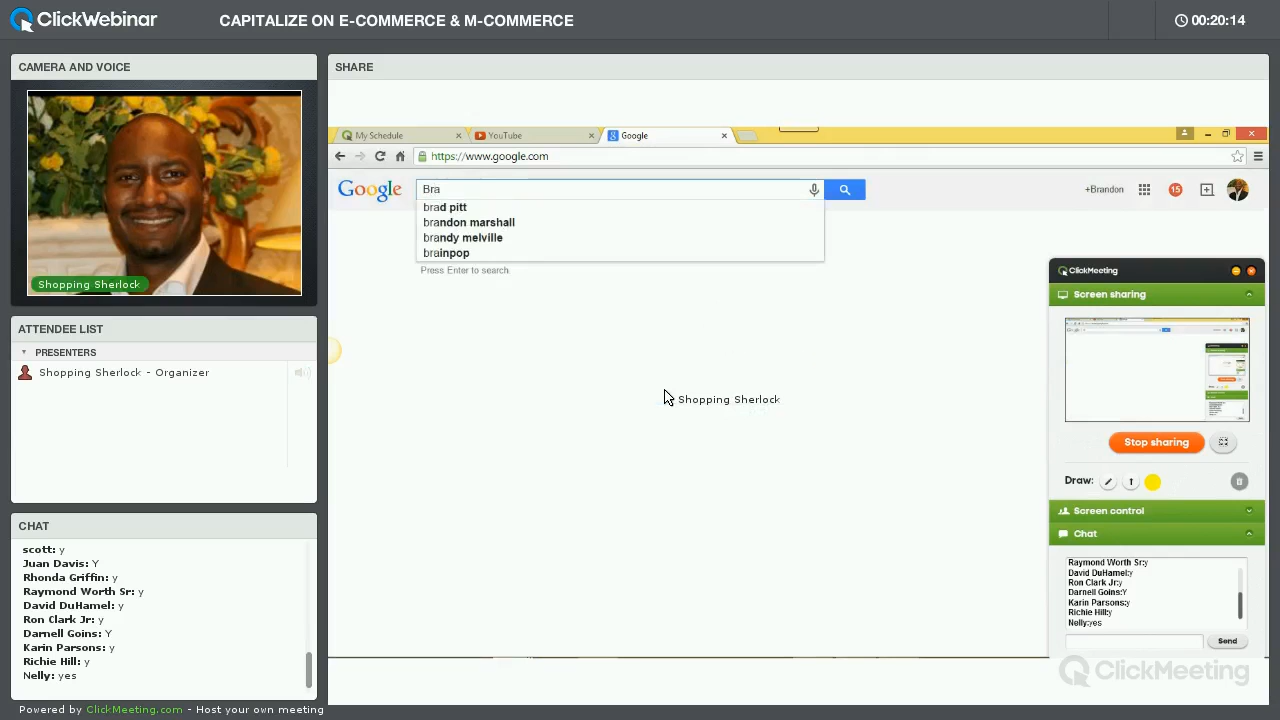 ClickWebinar
CAPITALIZE ON E-COMMERCE & M-COMMERCE
00:20:14
CAMERA AND VOICE
Shopping Sherlock
ATTENDEE LIST
PRESENTERS
Shopping Sherlock - Organizer
CHAT
scott: y
Juan Davis: Y
Rhonda Griffin: y
Raymond Worth Sr: y
David DuHamel: y
Ron Clark Jr: y
Darnell Goins: Y
Karin Parsons: y
Richie Hill: y
Nelly: yes
SHARE
My Schedule
YouTube
Google
https://www.google.com
Google
Bra
+Brandon
15
brad pitt
brandon marshall
brandy melville
brainpop
Press Enter to search
Shopping Sherlock
ClickMeeting
Screen sharing
Stop sharing
Draw:
Screen control
Chat
Raymond Worth Sr:y
David DuHamel:y
Ron Clark Jr:y
Darnell Goins:Y
Karin Parsons:y
Richie Hill:y
Nelly:yes
Send
ClickMeeting
Powered by ClickMeeting.com - Host your own meeting